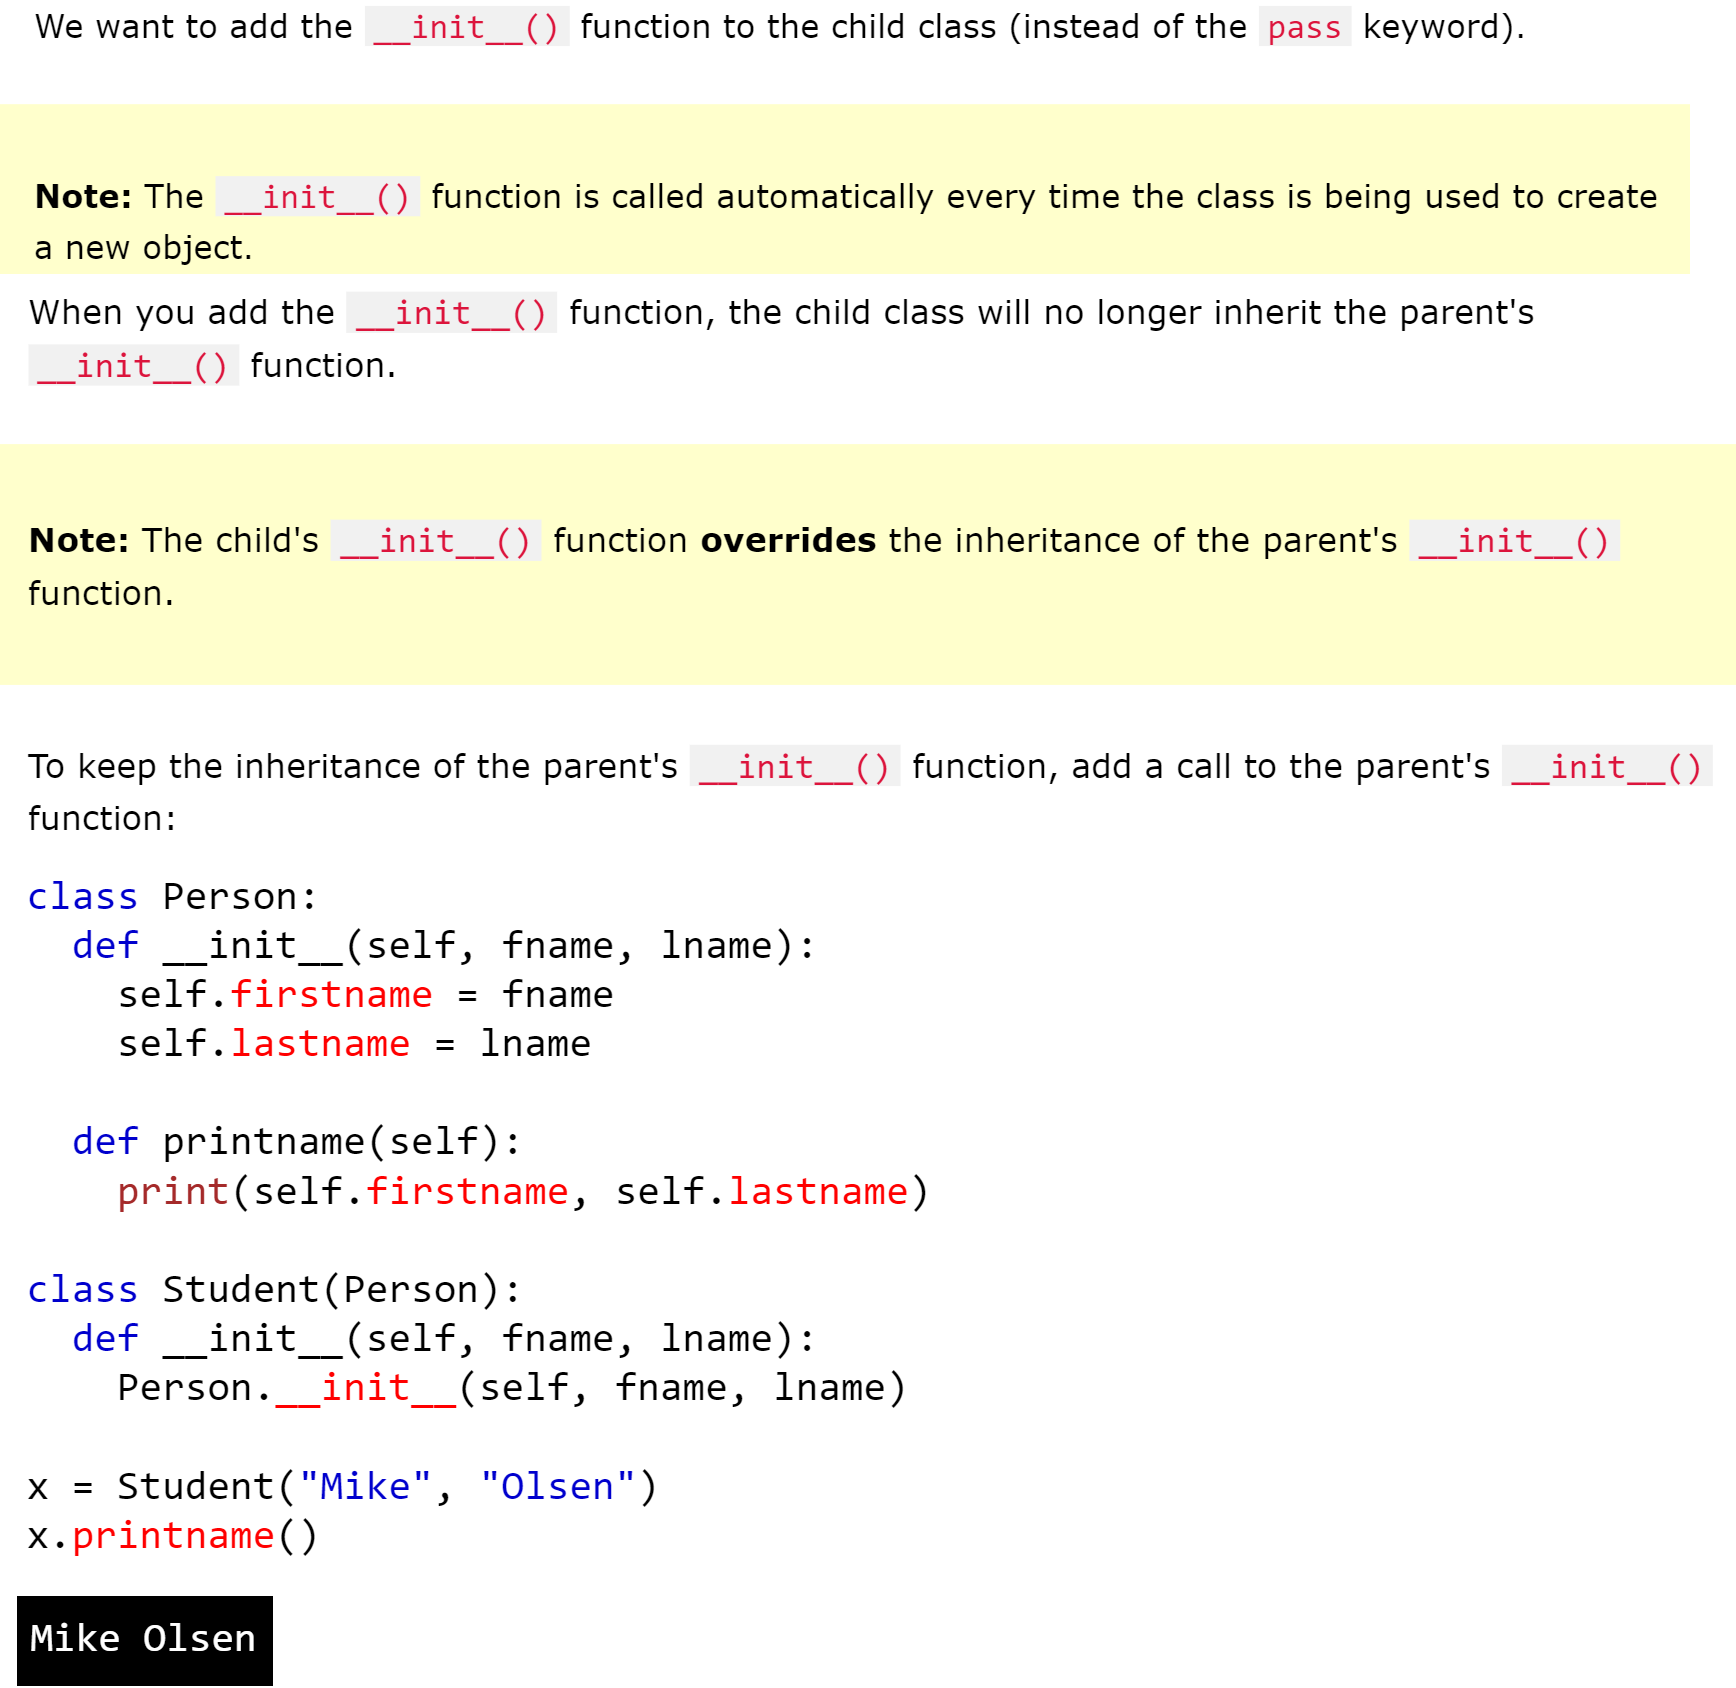 We want to add the __init__() function to the child class (instead of the pass keyword).
Note: The __init__() function is called automatically every time the class is being used to create
a new object.
When you add the __init__() function, the child class will no longer inherit the parent's
__init__() function.
Note: The child's __init__() function overrides the inheritance of the parent's __init__()
function.
To keep the inheritance of the parent's __init__() function, add a call to the parent's __init__()
function:
class Person:
  def __init__(self, fname, lname):
    self.firstname = fname
    self.lastname = lname
  def printname(self):
    print(self.firstname, self.lastname)
class Student(Person):
  def __init__(self, fname, lname):
    Person.__init__(self, fname, lname)
x = Student("Mike", "Olsen")
x.printname()
Mike Olsen